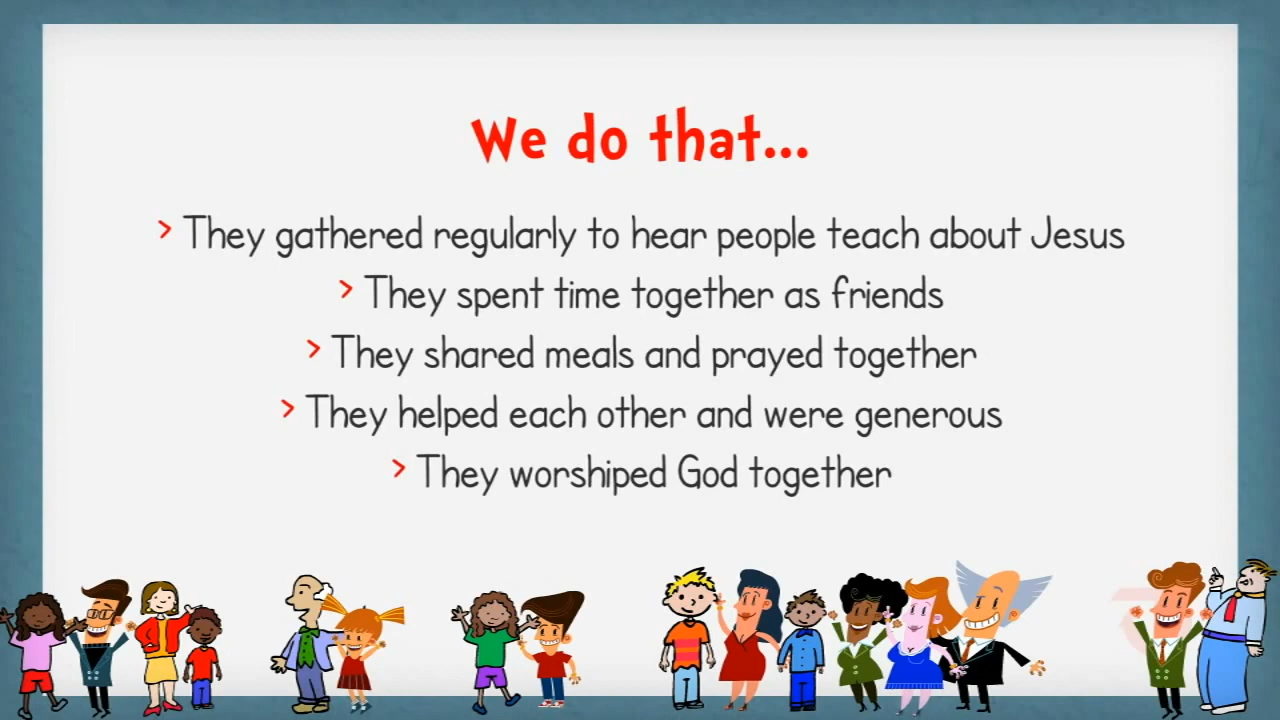 We do that...
> They gathered regularly to hear people teach about Jesus
> They spent time together as friends
> They shared meals and prayed together
> They helped each other and were generous
> They worshiped God together